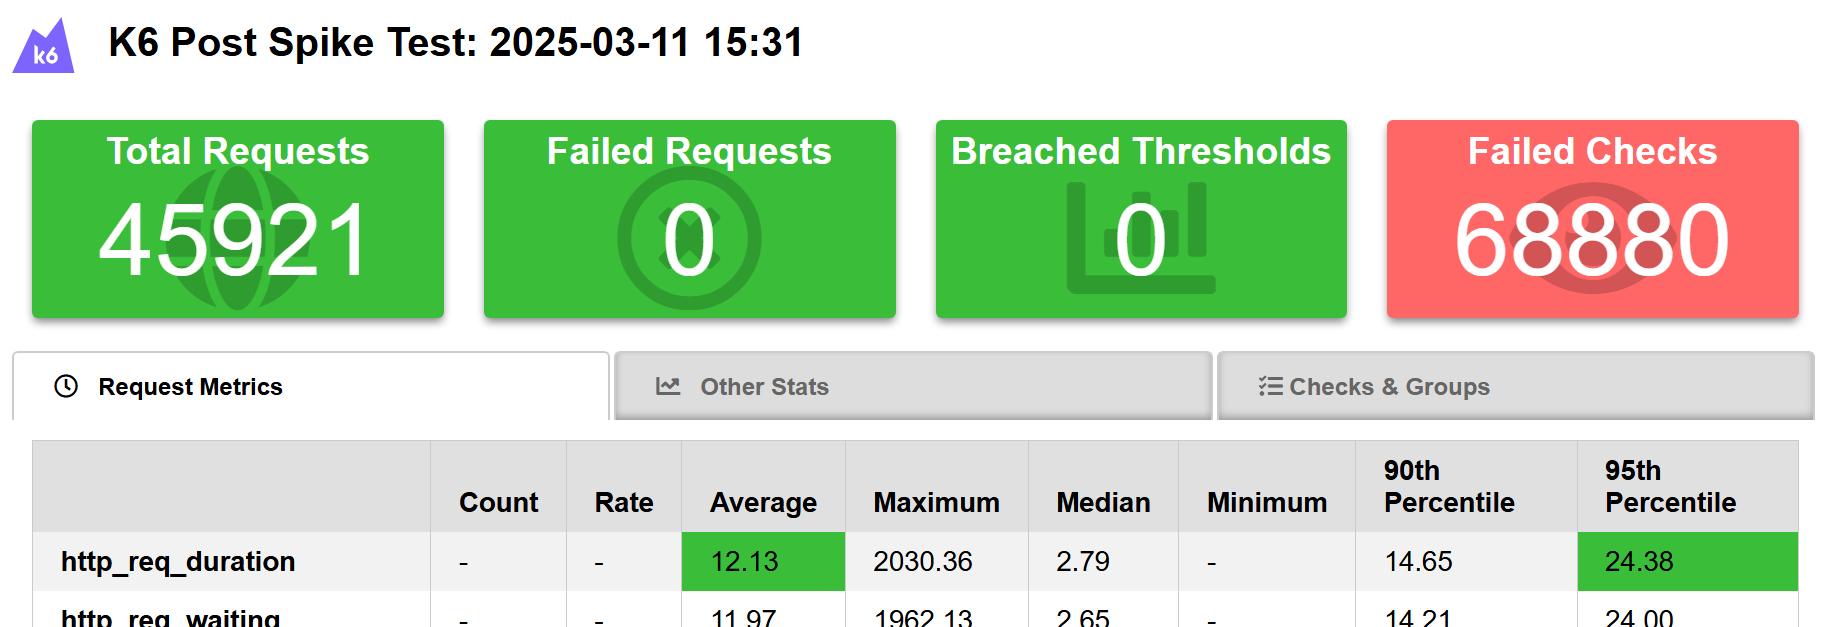 k6
K6 Post Spike Test: 2025-03-11 15:31
Total Requests
45921
Failed Requests
0
Breached Thresholds
0
Failed Checks
68880
Request Metrics
Other Stats
Checks & Groups
Count Rate Average Maximum Median Minimum 90th Percentile 95th Percentile
http_req_duration - - 12.13 2030.36 2.79 - 14.65 24.38
http_req_waiting - - 11.97 1962.13 2.65 - 14.21 24.00